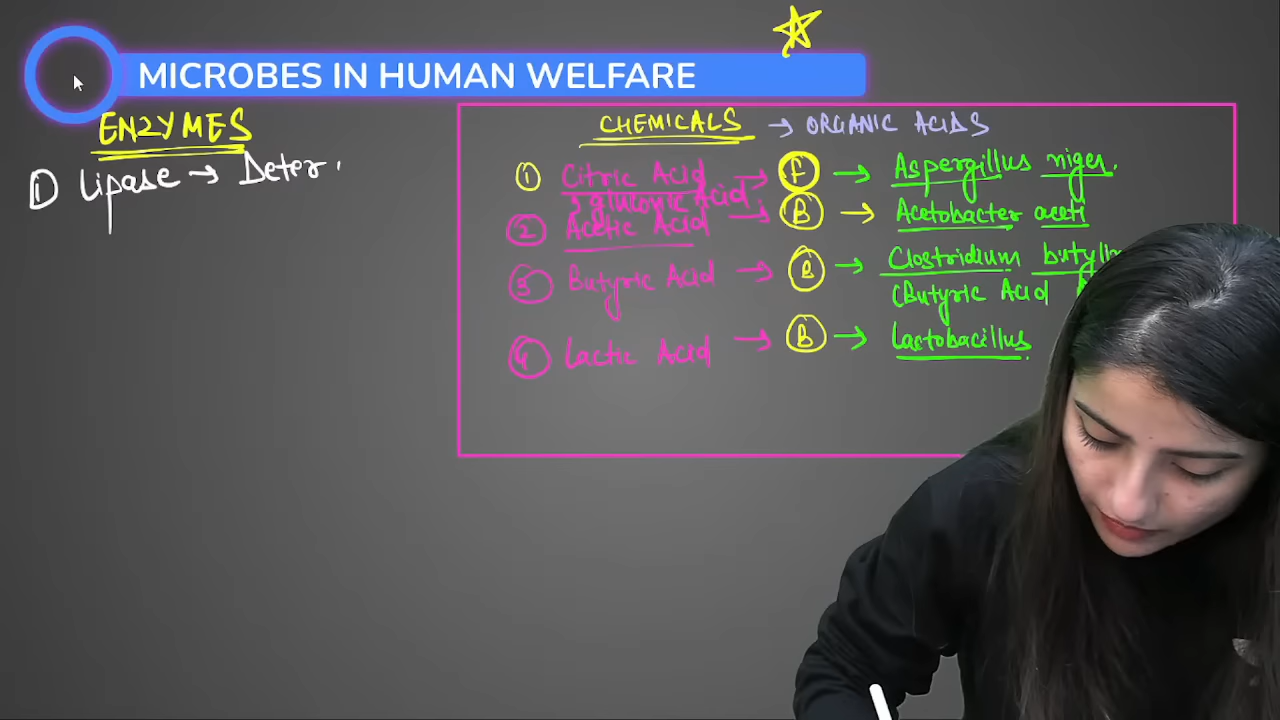 MICROBES IN HUMAN WELFARE
ENZYMES
① Lipase → Deter
CHEMICALS → ORGANIC ACIDS
① Citric Acid → F → Aspergillus niger.
, gluconic Acid
② Acetic Acid → B → Acetobacter aceti
③ Butyric Acid → B → Clostridium
(Butyric Acid
④ Lactic Acid → B → Lactobacillus